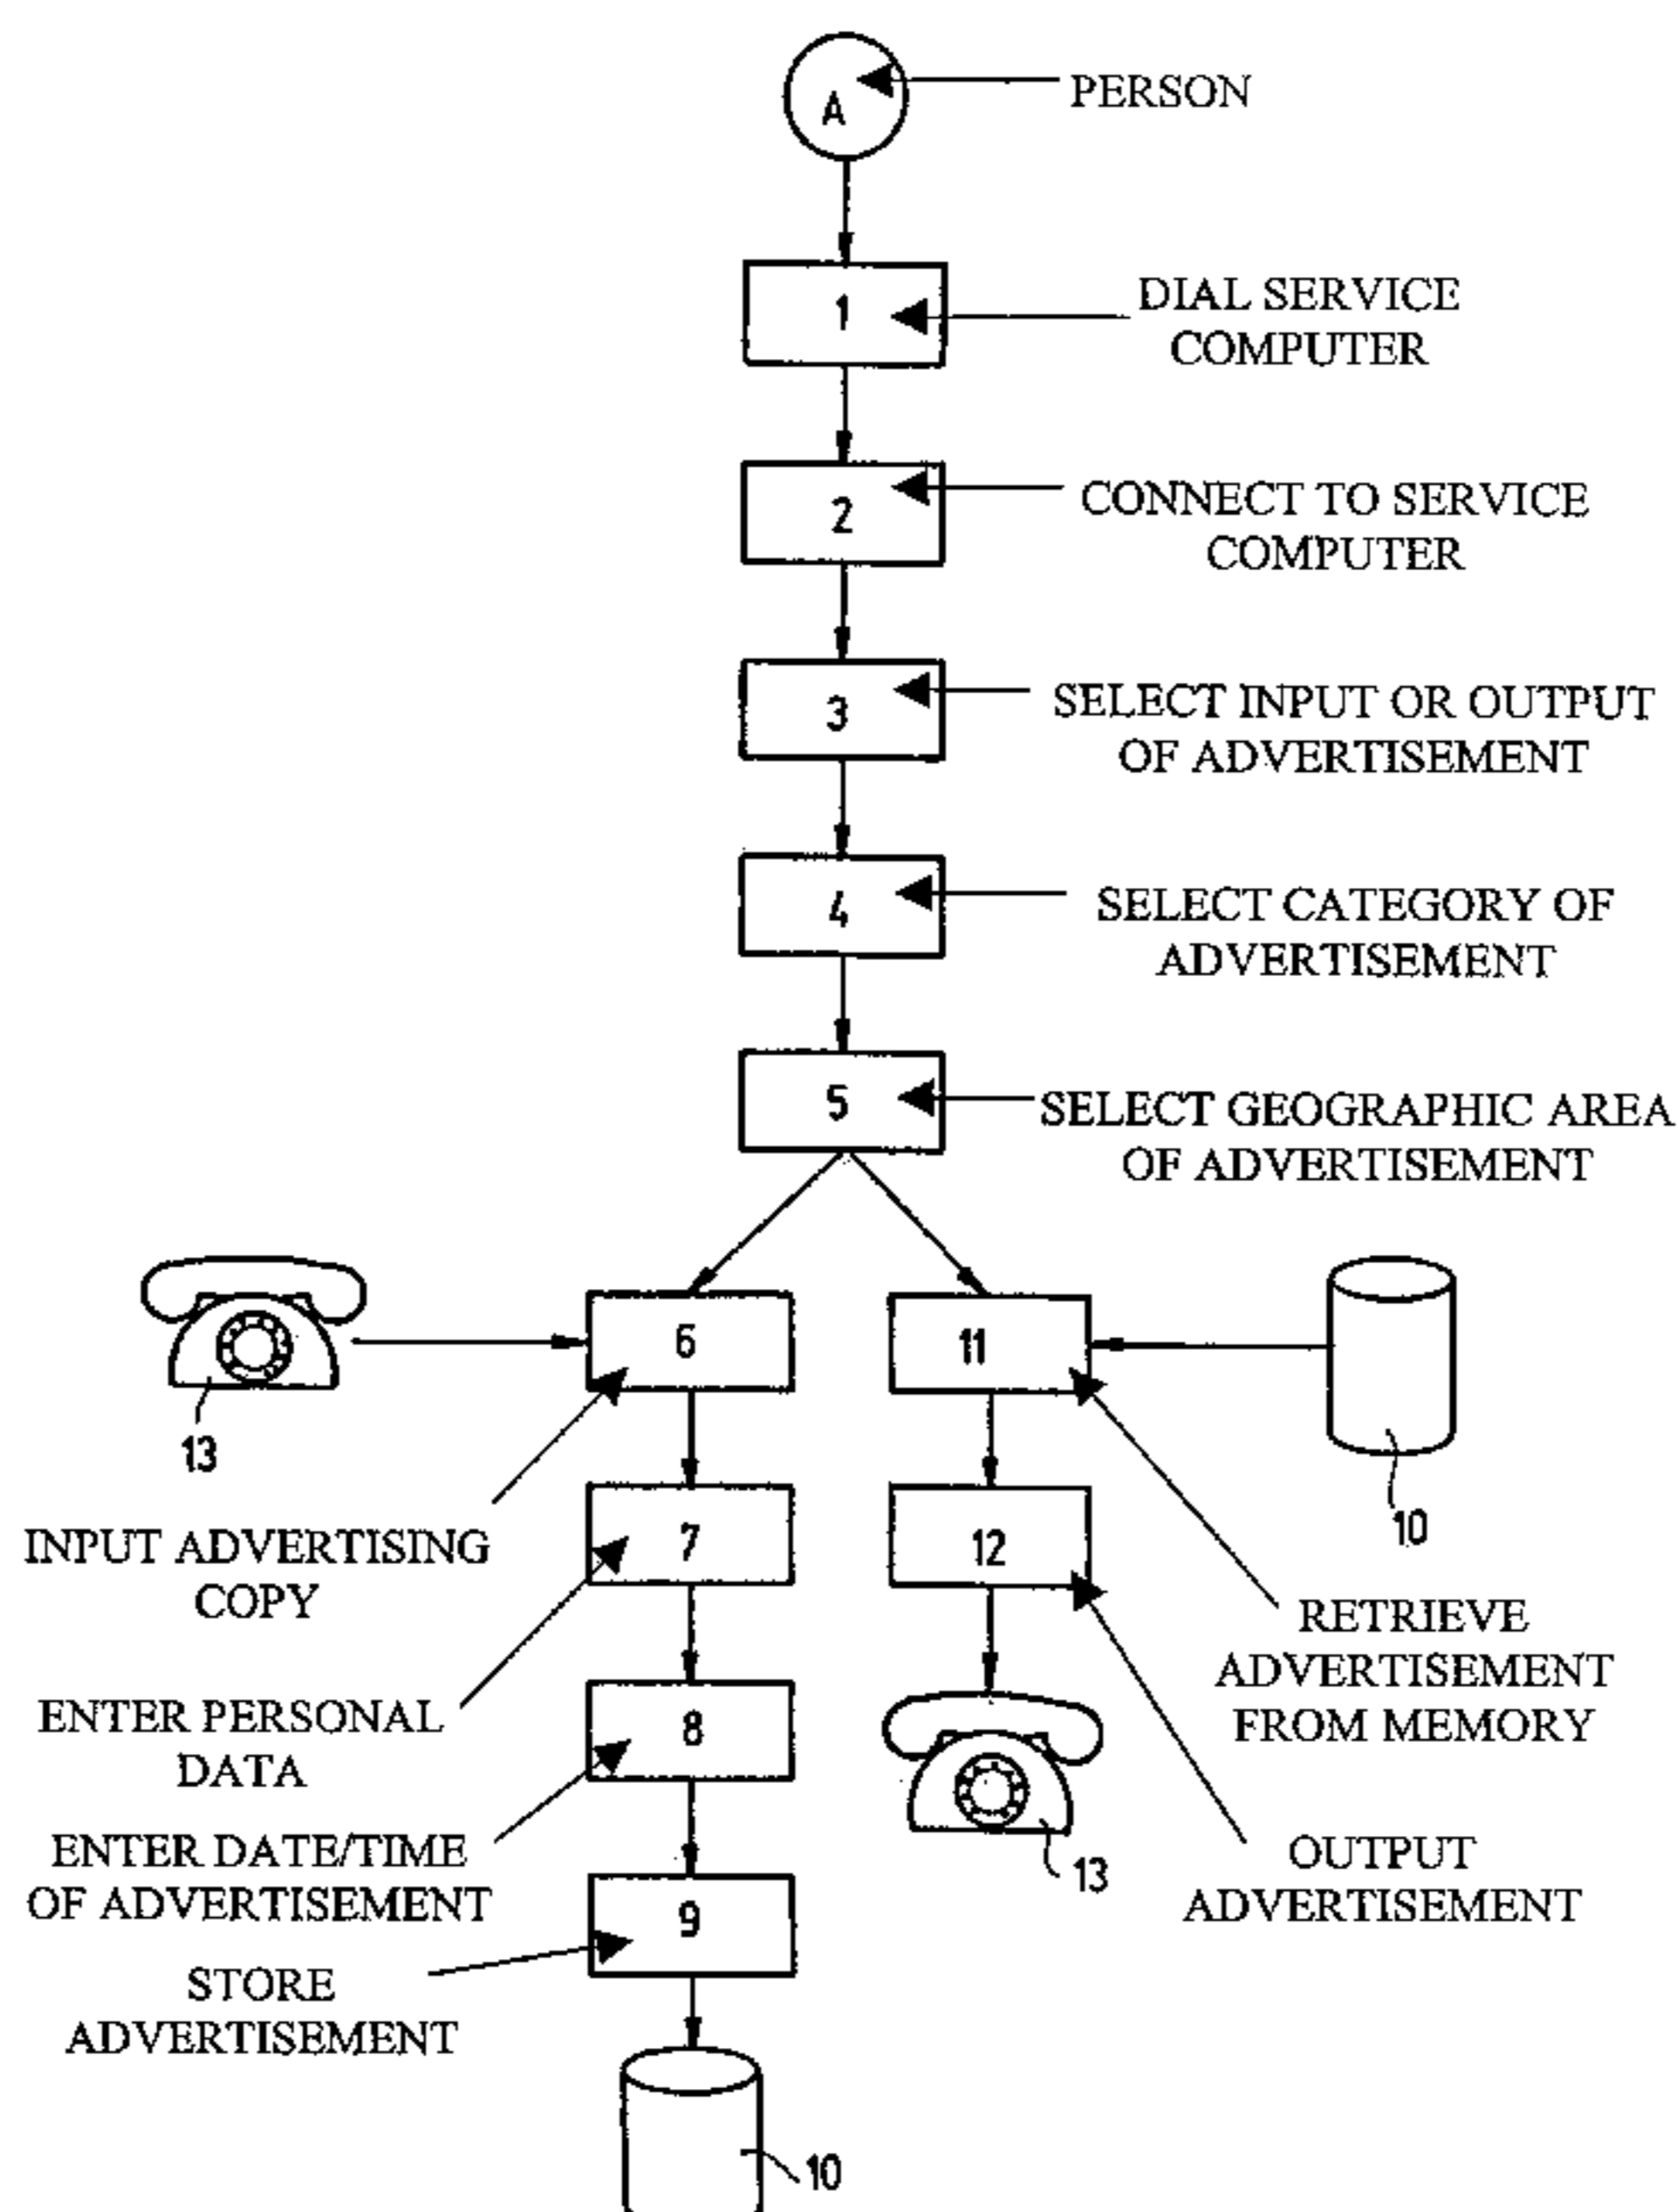 A
PERSON
1
DIAL SERVICE
COMPUTER
2
CONNECT TO SERVICE
COMPUTER
3
SELECT INPUT OR OUTPUT
OF ADVERTISEMENT
4
SELECT CATEGORY OF
ADVERTISEMENT
5
SELECT GEOGRAPHIC AREA
OF ADVERTISEMENT
13
6
11
10
INPUT ADVERTISING
COPY
7
12
RETRIEVE
ADVERTISEMENT
FROM MEMORY
ENTER PERSONAL
DATA
8
13
OUTPUT
ADVERTISEMENT
ENTER DATE/TIME
OF ADVERTISEMENT
9
STORE
ADVERTISEMENT
10